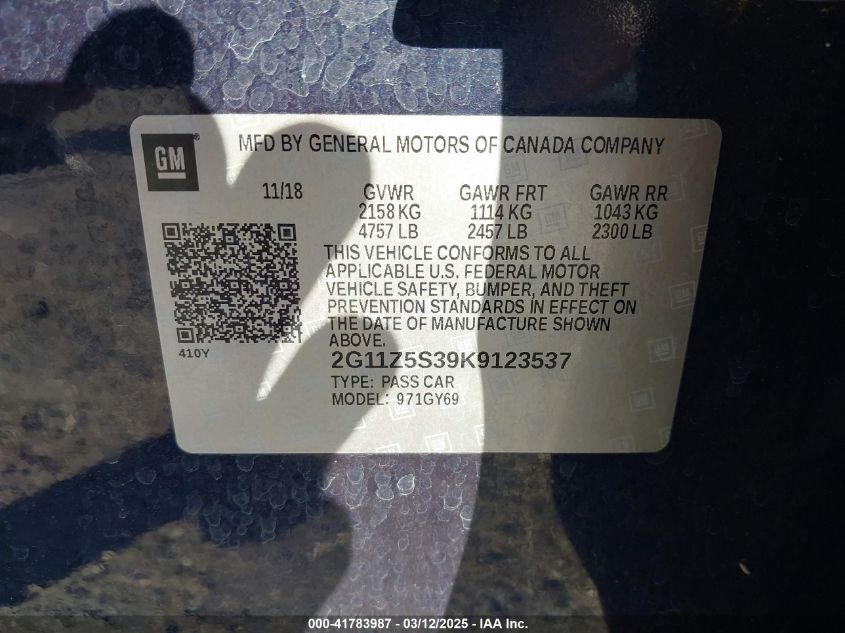 GM®
MFD BY GENERAL MOTORS OF CANADA COMPANY
11/18 GVWR GAWR FRT GAWR RR
2158 KG 1114 KG 1043 KG
4757 LB 2457 LB 2300 LB
THIS VEHICLE CONFORMS TO ALL
APPLICABLE U.S. FEDERAL MOTOR
VEHICLE SAFETY, BUMPER, AND THEFT
PREVENTION STANDARDS IN EFFECT ON
THE DATE OF MANUFACTURE SHOWN
ABOVE.
410Y
2G11Z5S39K9123537
TYPE: PASS CAR
MODEL: 971GY69
000-41783987 - 03/12/2025 - IAA Inc.